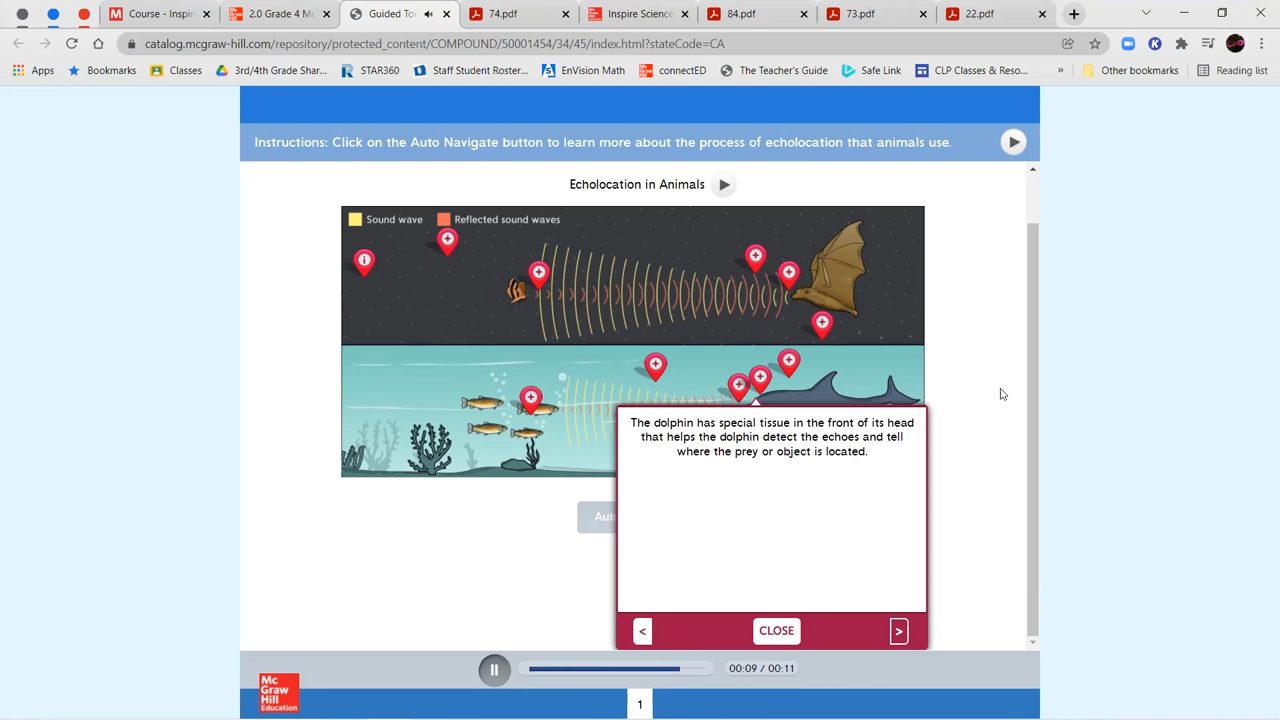 Course - Inspire
2.0 Grade 4 Mo
Guided Tou
74.pdf
Inspire Science
84.pdf
73.pdf
22.pdf
catalog.mcgraw-hill.com/repository/protected_content/COMPOUND/50001164/34/45/index.html?stateCode=CA
Apps
Bookmarks
Classes
3rd/4th Grade Shar...
STAR360
Staff Student Roster...
EnVision Math
connectED
The Teacher's Guide
Safe Link
CLP Classes & Reso...
»
Other bookmarks
Reading list
Instructions: Click on the Auto Navigate button to learn more about the process of echolocation that animals use.
Echolocation in Animals
Sound wave
Reflected sound waves
The dolphin has special tissue in the front of its head
that helps the dolphin detect the echoes and tell
where the prey or object is located.
Aut
<
CLOSE
>
00:09 / 00:11
Mc
Graw
Hill
Education
1